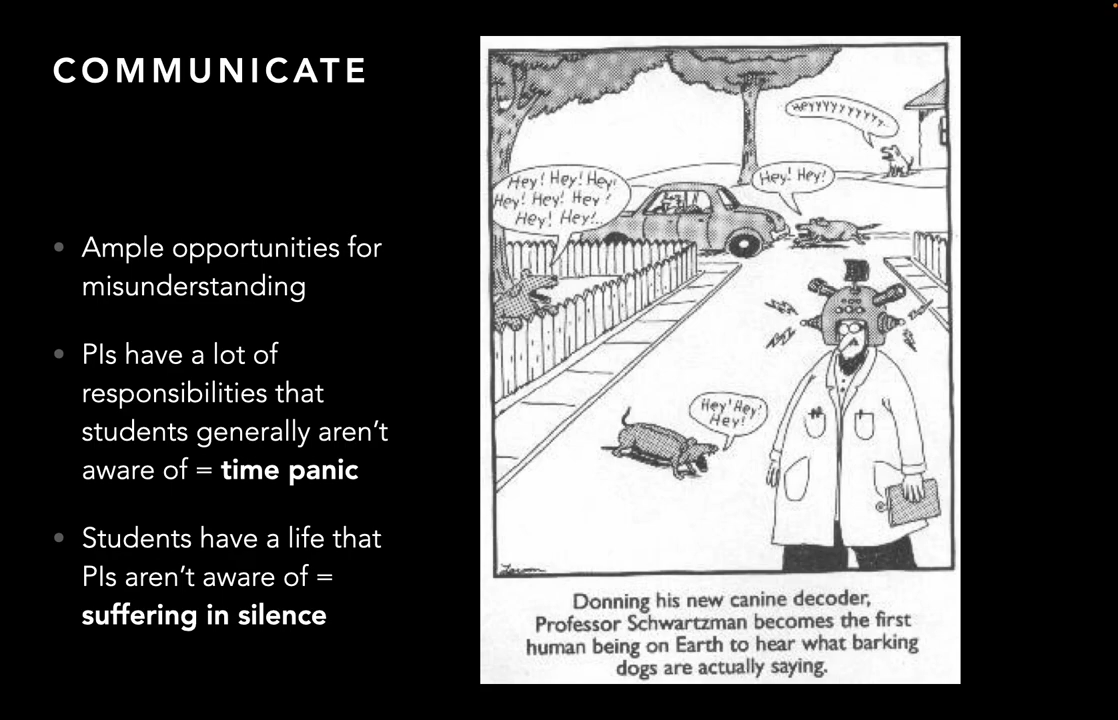 COMMUNICATE
• Ample opportunities for
misunderstanding
• PIs have a lot of
responsibilities that
students generally aren't
aware of = time panic
• Students have a life that
PIs aren't aware of =
suffering in silence
HEYYYYYYYYYYY..
Hey! Hey! Hey!
Hey! Hey! Hey!
Hey! Hey!..
Hey! Hey!
Hey! Hey!
Hey!
Larson
Donning his new canine decoder,
Professor Schwartzman becomes the first
human being on Earth to hear what barking
dogs are actually saying.